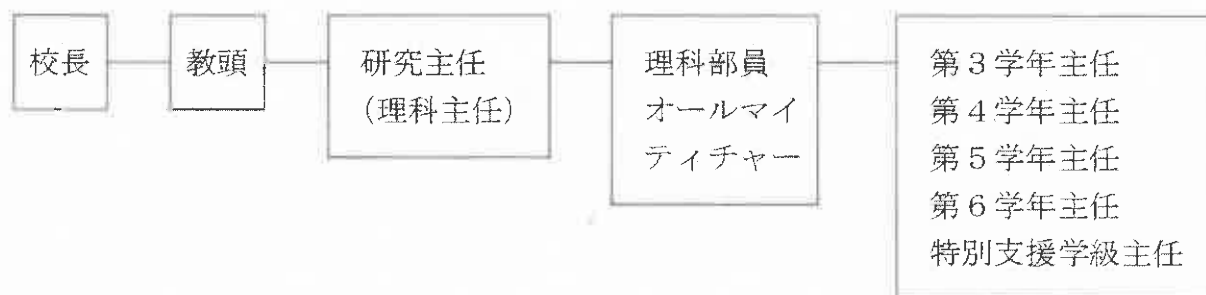 校長
教頭
研究主任
(理科主任)
理科部員
オールマイ
ティチャー
第3学年主任
第4学年主任
第5学年主任
第6学年主任
特別支援学級主任